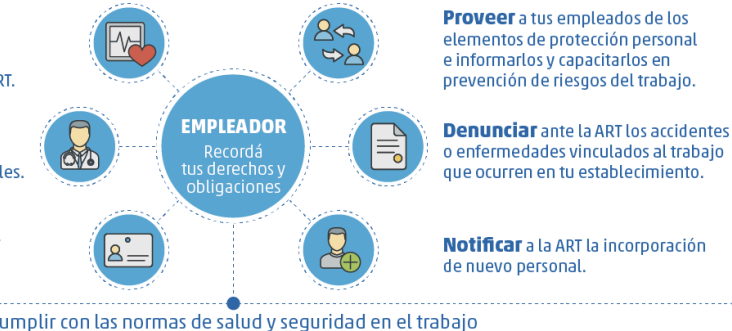 RT.
les.
EMPLEADOR
Recordá
tus derechos y
obligaciones
Proveer a tus empleados de los
elementos de protección personal
e informarlos y capacitarlos en
prevención de riesgos del trabajo.
Denunciar ante la ART los accidentes
o enfermedades vinculados al trabajo
que ocurren en tu establecimiento.
Notificar a la ART la incorporación
de nuevo personal.
umplir con las normas de salud y seguridad en el trabajo